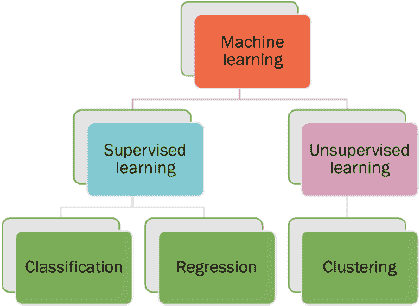 Machine
learning
Supervised
learning
Unsupervised
learning
Classification
Regression
Clustering